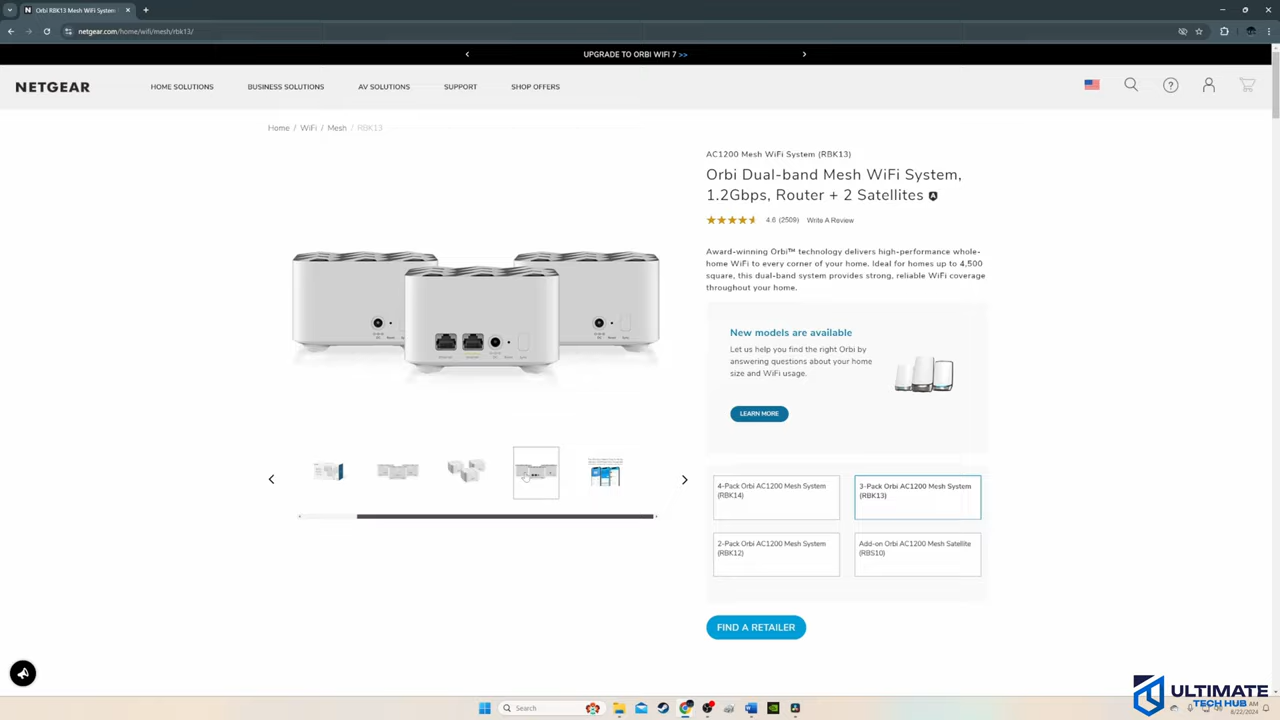 Orbi RBK13 Mesh WiFi System
netgear.com/home/wifi/mesh/rbk13/
UPGRADE TO ORBI WIFI 7 >>
NETGEAR
HOME SOLUTIONS
BUSINESS SOLUTIONS
AV SOLUTIONS
SUPPORT
SHOP OFFERS
Home / WiFi / Mesh / RBK13
AC1200 Mesh WiFi System (RBK13)
Orbi Dual-band Mesh WiFi System,
1.2Gbps, Router + 2 Satellites
4.6 (2509) Write A Review
Award-winning Orbi™ technology delivers high-performance whole-
home WiFi to every corner of your home. Ideal for homes up to 4,500
square, this dual-band system provides strong, reliable WiFi coverage
throughout your home.
New models are available
Let us help you find the right Orbi by
answering questions about your home
size and WiFi usage.
LEARN MORE
4-Pack Orbi AC1200 Mesh System
(RBK14)
3-Pack Orbi AC1200 Mesh System
(RBK13)
2-Pack Orbi AC1200 Mesh System
(RBK12)
Add-on Orbi AC1200 Mesh Satellite
(RBS10)
FIND A RETAILER
Search
ULTIMATE
TECH HUB
AM
8/22/2024